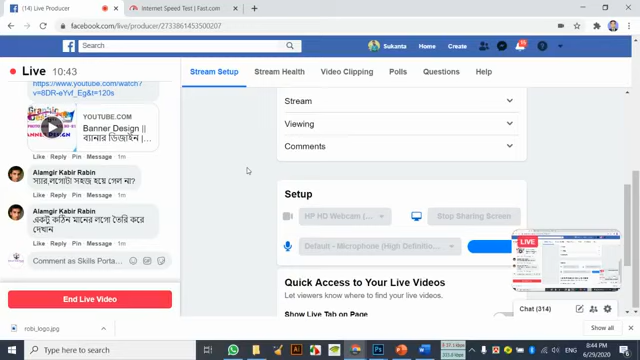 (14) Live Producer
Internet Speed Test | Fast.com
facebook.com/live/producer/2733861453500207
Search
Sukanta
Home
Create
Live 10:43
Stream Setup
Stream Health
Video Clipping
Polls
Questions
Help
https://www.youtube.com/watch?
v=8DR-eYvf_Eg&t=120s
YOUTUBE.COM
Banner Design ||
ব্যানার ডিজাইন |...
Like Reply Pin Message 1m
Alamgir Kabir Rabin
স্যার,লগোটা সহজ হয়ে গেল না?
Like Reply Pin Message 1m
Alamgir Kabir Rabin
একটু কঠিন মানের লগো তৈরি করে
দেখান
Like Reply Pin Message 1m
Comment as Skills Porta...
End Live Video
Stream
Viewing
Comments
Setup
HP HD Webcam (...
Stop Sharing Screen
Default - Microphone (High Definition...
LIVE
Quick Access to Your Live Videos
Let viewers know where to find your live videos.
Show Live Tab on Page
Chat (314)
robi_logo.jpg
Show all
Type here to search
ENG
8:44 PM
6/29/2020